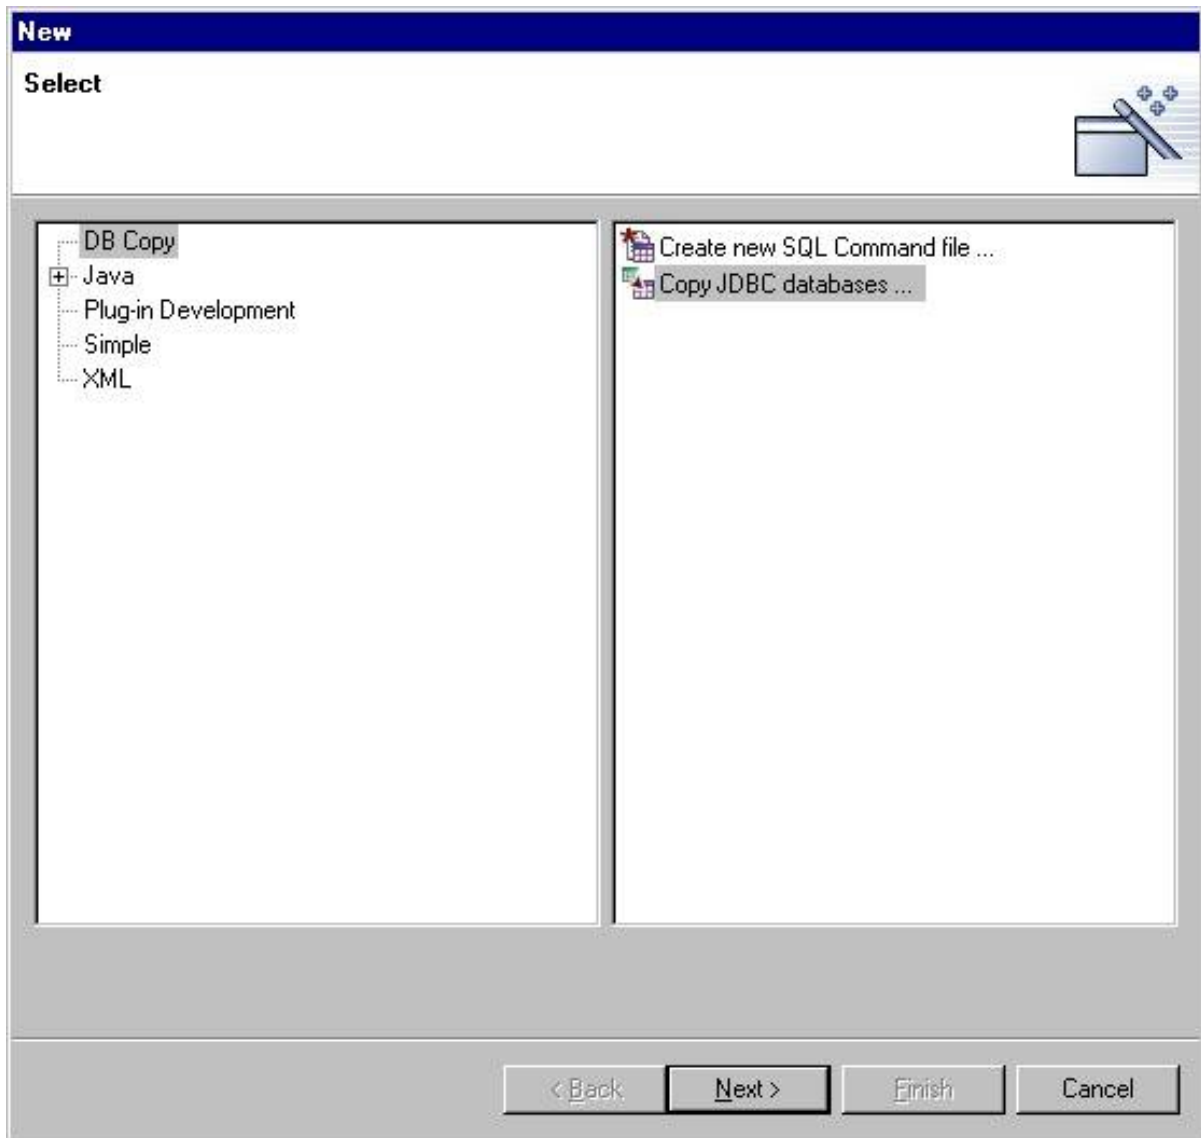 New
Select
DB Copy
Java
Plug-in Development
Simple
XML
Create new SQL Command file ...
Copy JDBC databases ...
< Back
Next >
Finish
Cancel